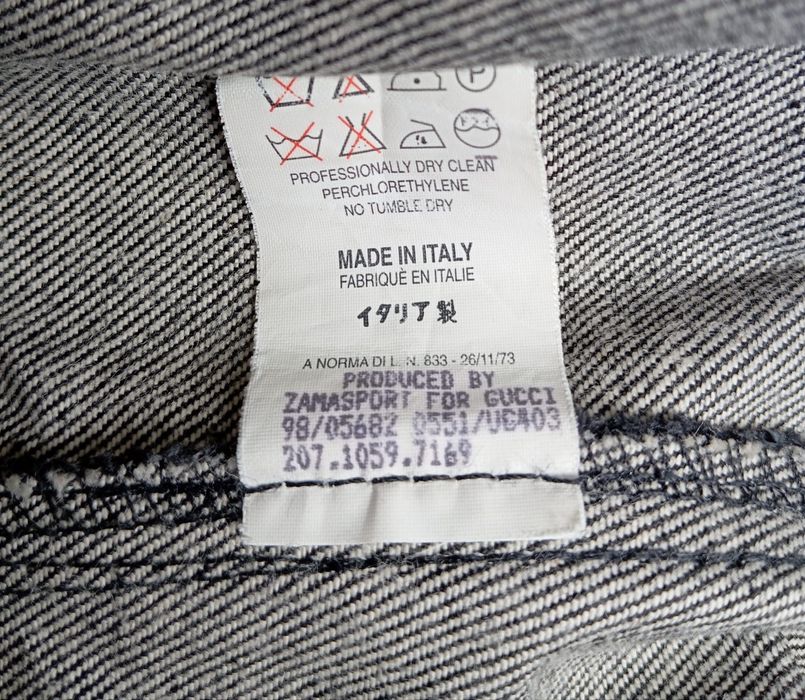 P
PROFESSIONALLY DRY CLEAN
PERCHLORETHYLENE
NO TUMBLE DRY
MADE IN ITALY
FABRIQUÈ EN ITALIE
イタリア製
A NORMA DI L. N. 833 - 26/11/73
PRODUCED BY
ZAMASPORT FOR GUCCI
98/05682 0551/UG403
207.1059.7169